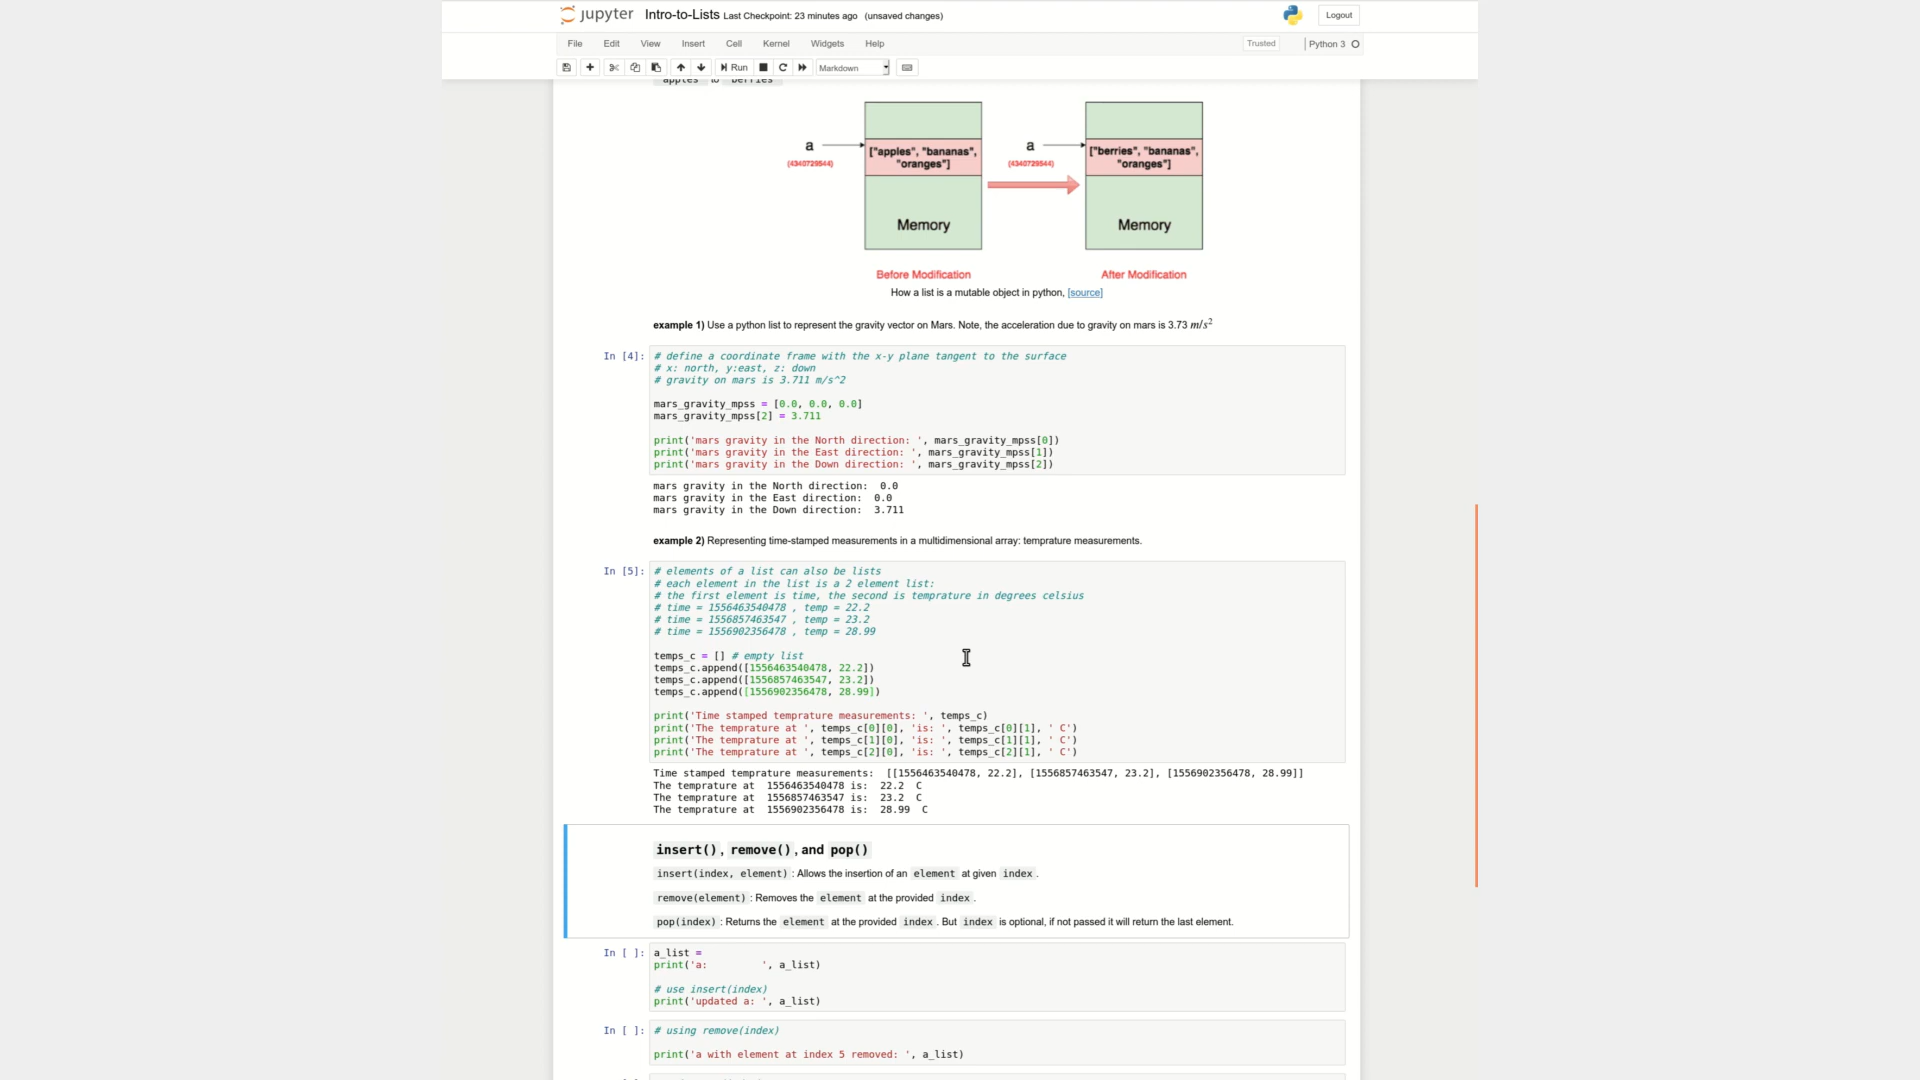 jupyter Intro-to-Lists Last Checkpoint: 23 minutes ago (unsaved changes) Logout
File Edit View Insert Cell Kernel Widgets Help Trusted Python 3
Run Markdown
apples to berries
a
(4340729544)
["apples", "bananas",
"oranges"]
Memory
Before Modification
a
(4340729544)
["berries", "bananas",
"oranges"]
Memory
After Modification
How a list is a mutable object in python, [source]
example 1) Use a python list to represent the gravity vector on Mars. Note, the acceleration due to gravity on mars is 3.73 m/s²
In [4]: # define a coordinate frame with the x-y plane tangent to the surface
# x: north, y:east, z: down
# gravity on mars is 3.711 m/s^2
mars_gravity_mpss = [0.0, 0.0, 0.0]
mars_gravity_mpss[2] = 3.711
print('mars gravity in the North direction: ', mars_gravity_mpss[0])
print('mars gravity in the East direction: ', mars_gravity_mpss[1])
print('mars gravity in the Down direction: ', mars_gravity_mpss[2])
mars gravity in the North direction:  0.0
mars gravity in the East direction:  0.0
mars gravity in the Down direction:  3.711
example 2) Representing time-stamped measurements in a multidimensional array: temprature measurements.
In [5]: # elements of a list can also be lists
# each element in the list is a 2 element list:
# the first element is time, the second is temprature in degrees celsius
# time = 1556463540478 , temp = 22.2
# time = 1556857463547 , temp = 23.2
# time = 1556902356478 , temp = 28.99
temps_c = [] # empty list
temps_c.append([1556463540478, 22.2])
temps_c.append([1556857463547, 23.2])
temps_c.append([1556902356478, 28.99])
print('Time stamped temprature measurements: ', temps_c)
print('The temprature at ', temps_c[0][0], 'is: ', temps_c[0][1], ' C')
print('The temprature at ', temps_c[1][0], 'is: ', temps_c[1][1], ' C')
print('The temprature at ', temps_c[2][0], 'is: ', temps_c[2][1], ' C')
Time stamped temprature measurements:  [[1556463540478, 22.2], [1556857463547, 23.2], [1556902356478, 28.99]]
The temprature at  1556463540478 is:  22.2  C
The temprature at  1556857463547 is:  23.2  C
The temprature at  1556902356478 is:  28.99  C
insert(), remove(), and pop()
insert(index, element) : Allows the insertion of an element at given index .
remove(element) : Removes the element at the provided index .
pop(index) : Returns the element at the provided index . But index is optional, if not passed it will return the last element.
In [ ]: a_list =
print('a:         ', a_list)
# use insert(index)
print('updated a: ', a_list)
In [ ]: # using remove(index)
print('a with element at index 5 removed: ', a_list)